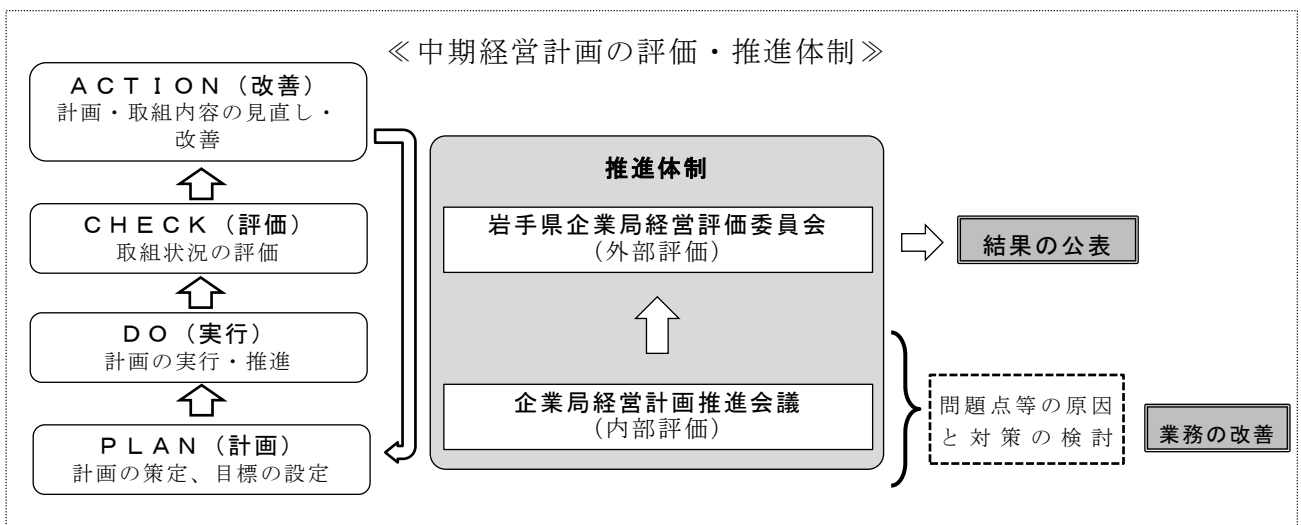 ≪中期経営計画の評価・推進体制≫
ＡＣＴＩＯＮ（改善）
計画・取組内容の見直し・
改善
ＣＨＥＣＫ（評価）
取組状況の評価
ＤＯ（実行）
計画の実行・推進
ＰＬＡＮ（計画）
計画の策定、目標の設定
推進体制
岩手県企業局経営評価委員会
（外部評価）
企業局経営計画推進会議
（内部評価）
結果の公表
問題点等の原因
と対策の検討
業務の改善